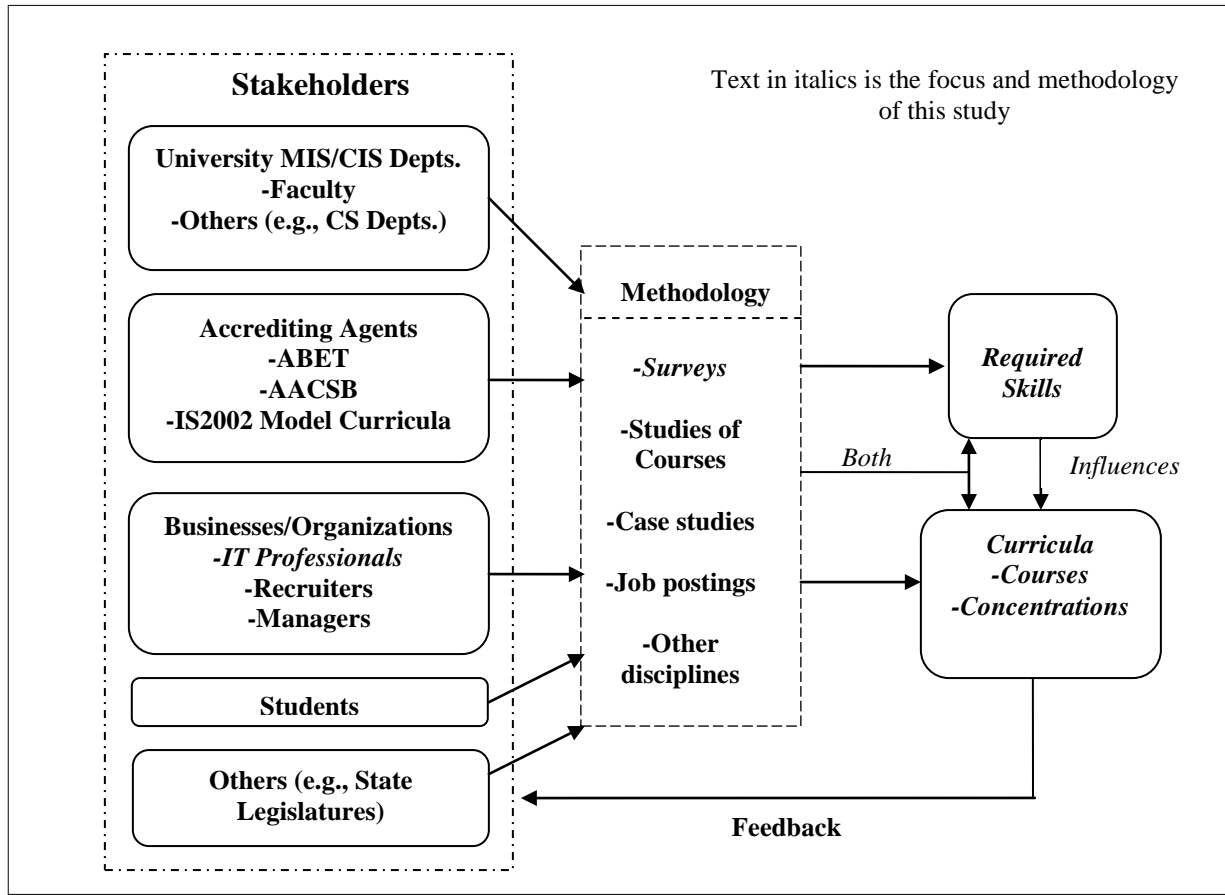 Stakeholders
Text in italics is the focus and methodology
of this study
University MIS/CIS Depts.
-Faculty
-Others (e.g., CS Depts.)
Accrediting Agents
-ABET
-AACSB
-IS2002 Model Curricula
Businesses/Organizations
-IT Professionals
-Recruiters
-Managers
Students
Others (e.g., State
Legislatures)
Methodology
-Surveys
-Studies of
Courses
-Case studies
-Job postings
-Other
disciplines
Both
Required
Skills
Influences
Curricula
-Courses
-Concentrations
Feedback